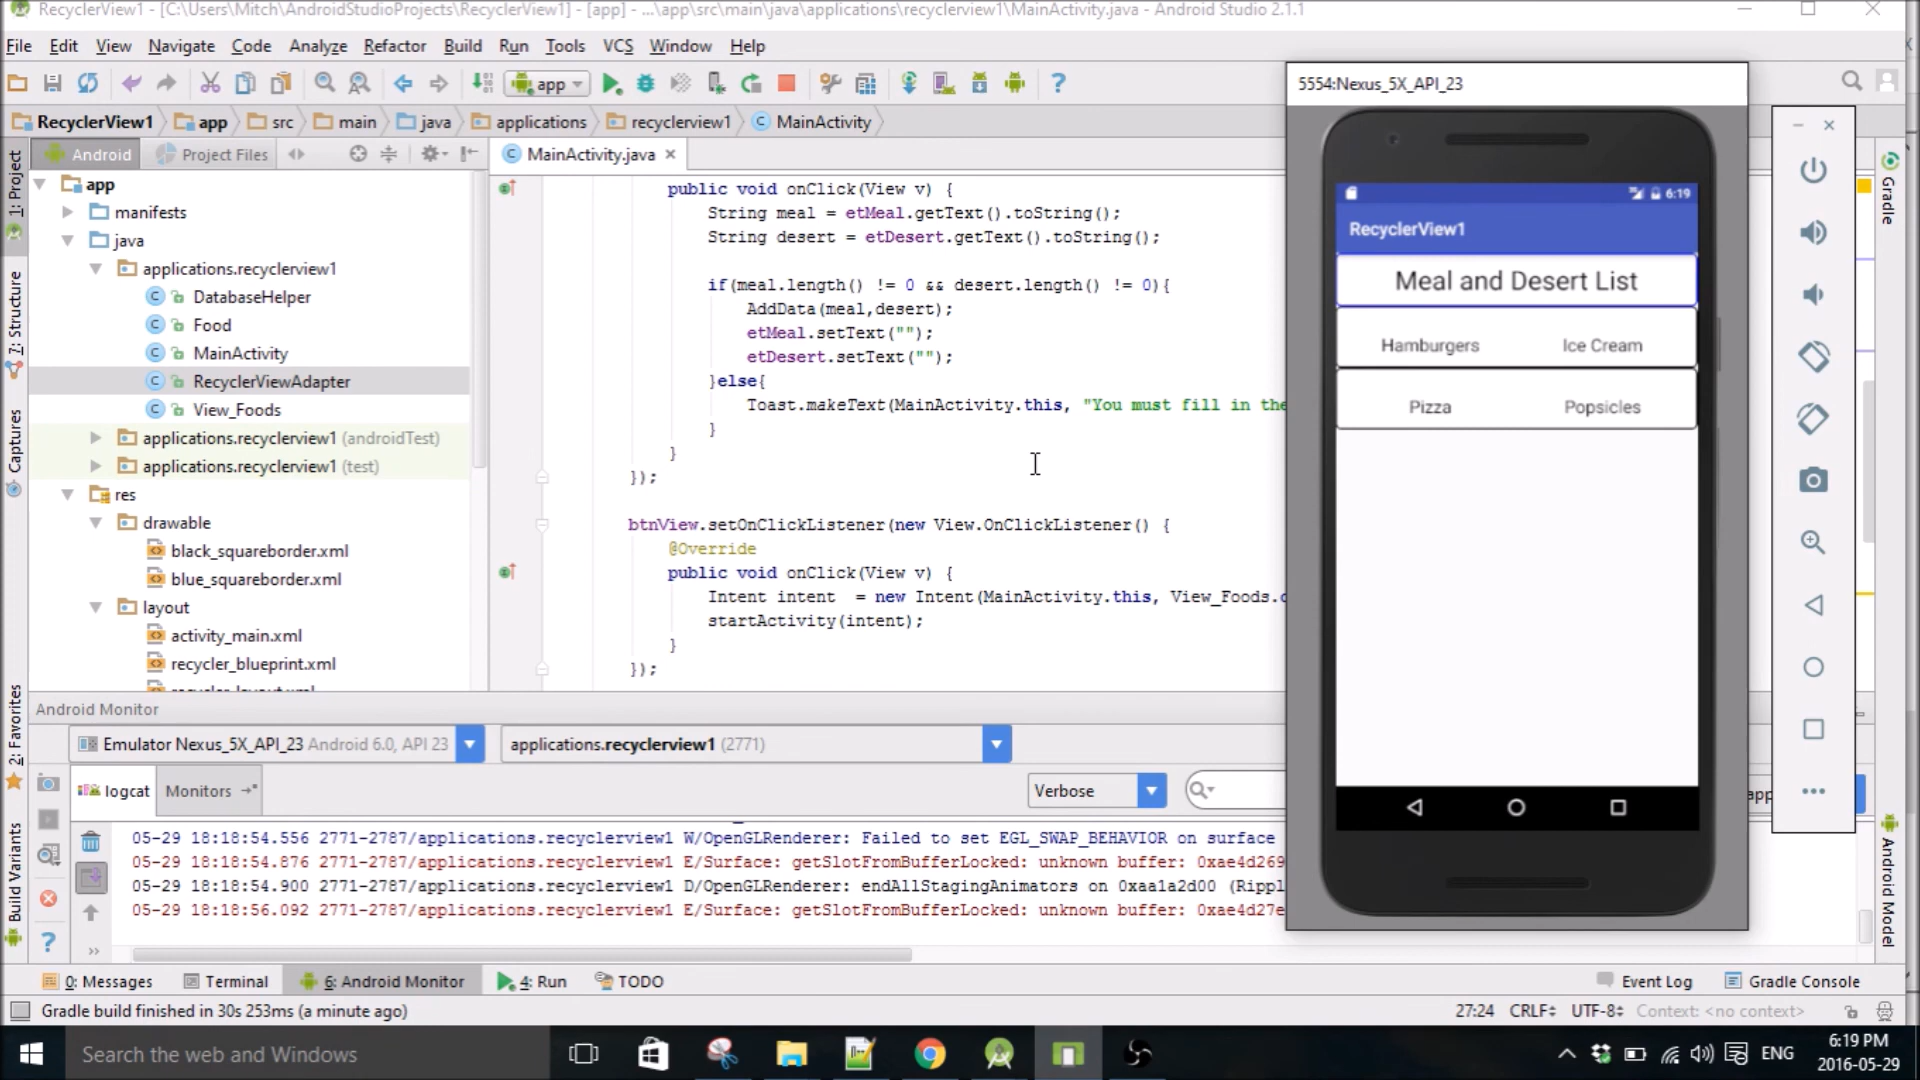 RecyclerView1 - [C:\Users\Mitch\AndroidStudioProjects\RecyclerView1] - [app] - ...\app\src\main\java\applications\recyclerview1\MainActivity.java - Android Studio 2.1.1
File Edit View Navigate Code Analyze Refactor Build Run Tools VCS Window Help
app
RecyclerView1 app src main java applications recyclerview1 MainActivity
Android Project Files
MainActivity.java
1: Project
7: Structure
Captures
2: Favorites
Build Variants
app
manifests
java
applications.recyclerview1
DatabaseHelper
Food
MainActivity
RecyclerViewAdapter
View_Foods
applications.recyclerview1 (androidTest)
applications.recyclerview1 (test)
res
drawable
black_squareborder.xml
blue_squareborder.xml
layout
activity_main.xml
recycler_blueprint.xml
public void onClick(View v) {
String meal = etMeal.getText().toString();
String desert = etDesert.getText().toString();
if(meal.length() != 0 && desert.length() != 0){
AddData(meal,desert);
etMeal.setText("");
etDesert.setText("");
}else{
Toast.makeText(MainActivity.this, "You must fill in the
}
}
});
btnView.setOnClickListener(new View.OnClickListener() {
@Override
public void onClick(View v) {
Intent intent  = new Intent(MainActivity.this, View_Foods.
startActivity(intent);
}
});
5554:Nexus_5X_API_23
6:19
RecyclerView1
Meal and Desert List
Hamburgers Ice Cream
Pizza Popsicles
Gradle
Android Model
Android Monitor
Emulator Nexus_5X_API_23 Android 6.0, API 23
applications.recyclerview1 (2771)
logcat Monitors
Verbose
app
05-29 18:18:54.556 2771-2787/applications.recyclerview1 W/OpenGLRenderer: Failed to set EGL_SWAP_BEHAVIOR on surface
05-29 18:18:54.876 2771-2787/applications.recyclerview1 E/Surface: getSlotFromBufferLocked: unknown buffer: 0xae4d269
05-29 18:18:54.900 2771-2787/applications.recyclerview1 D/OpenGLRenderer: endAllStagingAnimators on 0xaa1a2d00 (Rippl
05-29 18:18:56.092 2771-2787/applications.recyclerview1 E/Surface: getSlotFromBufferLocked: unknown buffer: 0xae4d27e
0: Messages Terminal 6: Android Monitor 4: Run TODO Event Log Gradle Console
Gradle build finished in 30s 253ms (a minute ago)
27:24 CRLF UTF-8 Context: <no context>
Search the web and Windows
ENG
6:19 PM
2016-05-29